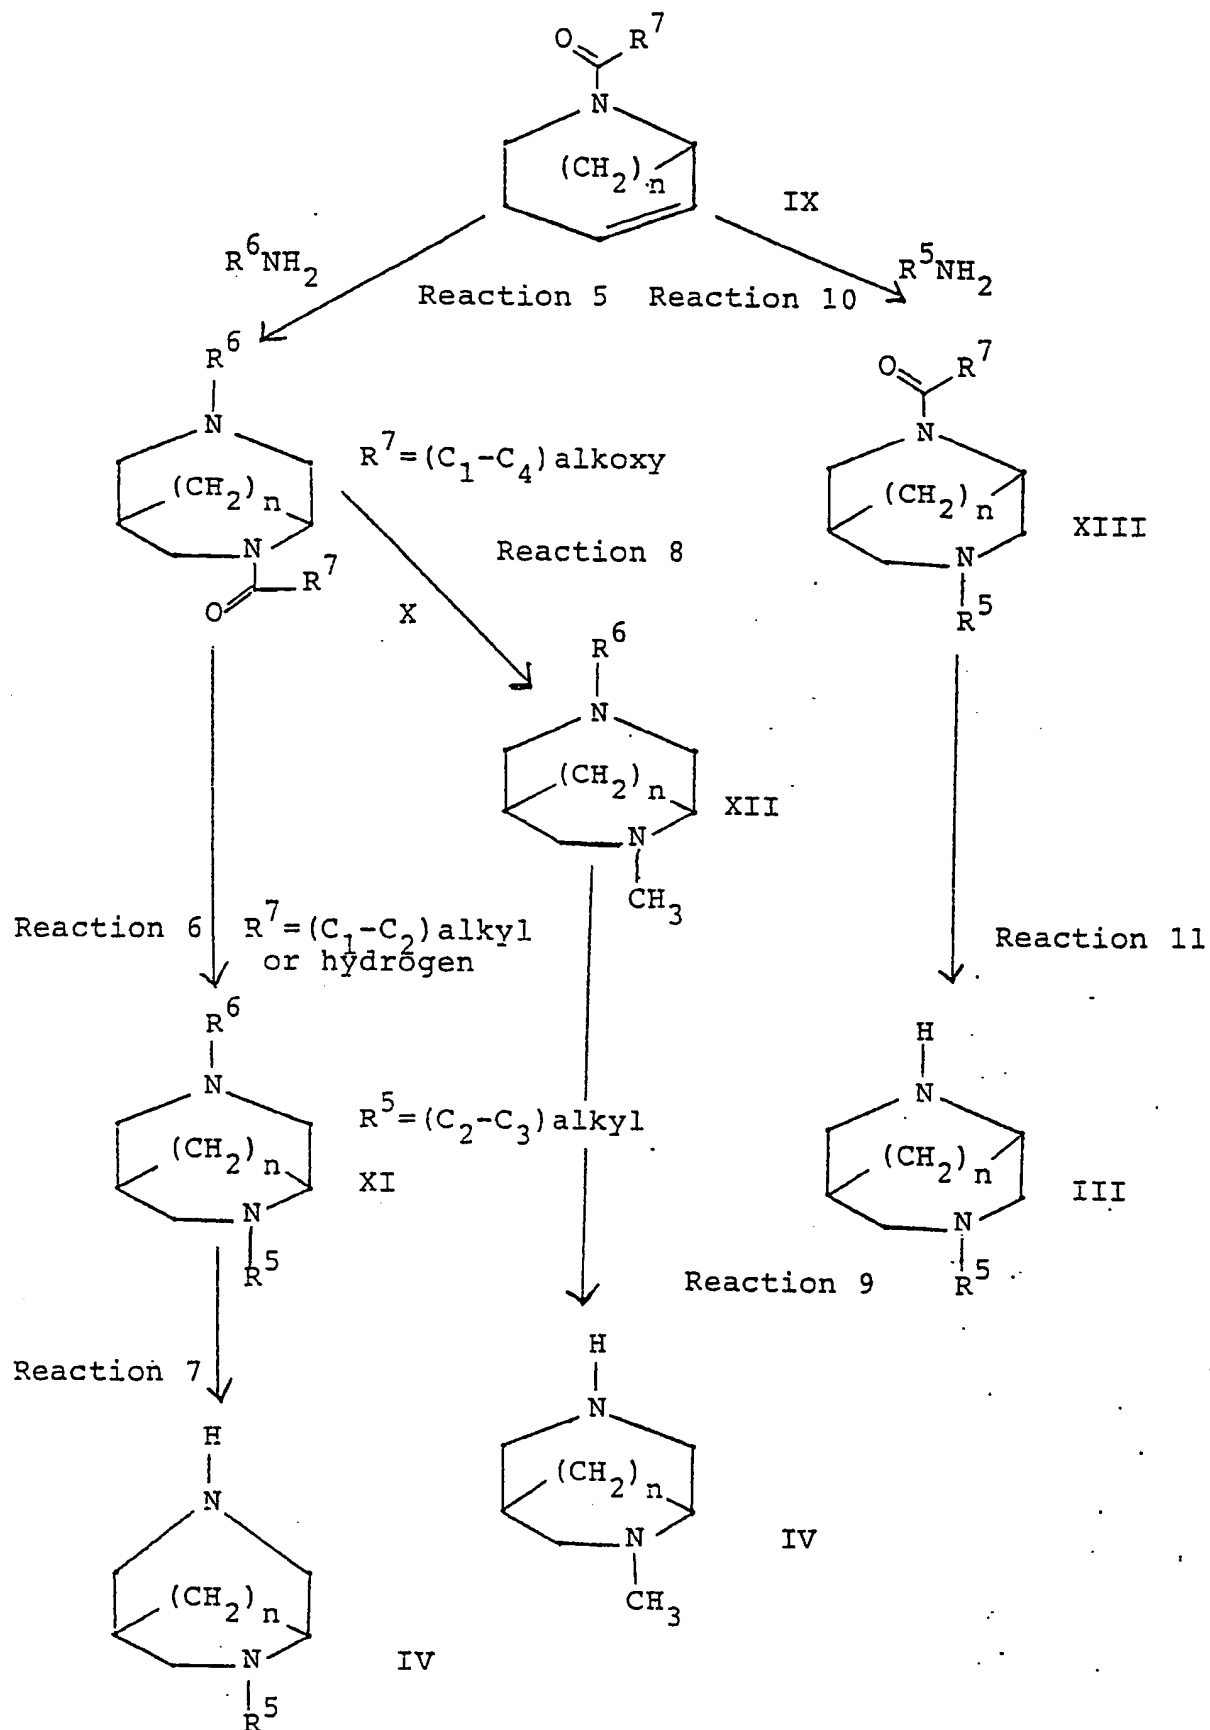 O R⁷
N
(CH₂)ₙ
IX
R⁶NH₂
R⁵NH₂
Reaction 5 Reaction 10
R⁶
N
(CH₂)ₙ
N
R⁷
O
X
R⁷=(C₁-C₄)alkoxy
Reaction 8
O R⁷
N
(CH₂)ₙ
XIII
N
R⁵
R⁶
N
(CH₂)ₙ
XII
N
CH₃
Reaction 6
R⁷=(C₁-C₂)alkyl
or hydrogen
Reaction 11
R⁶
N
(CH₂)ₙ
XI
N
R⁵
R⁵=(C₂-C₃)alkyl
H
N
(CH₂)ₙ
III
N
R⁵
Reaction 9
Reaction 7
H
N
(CH₂)ₙ
IV
N
CH₃
H
N
(CH₂)ₙ
N
IV
R⁵